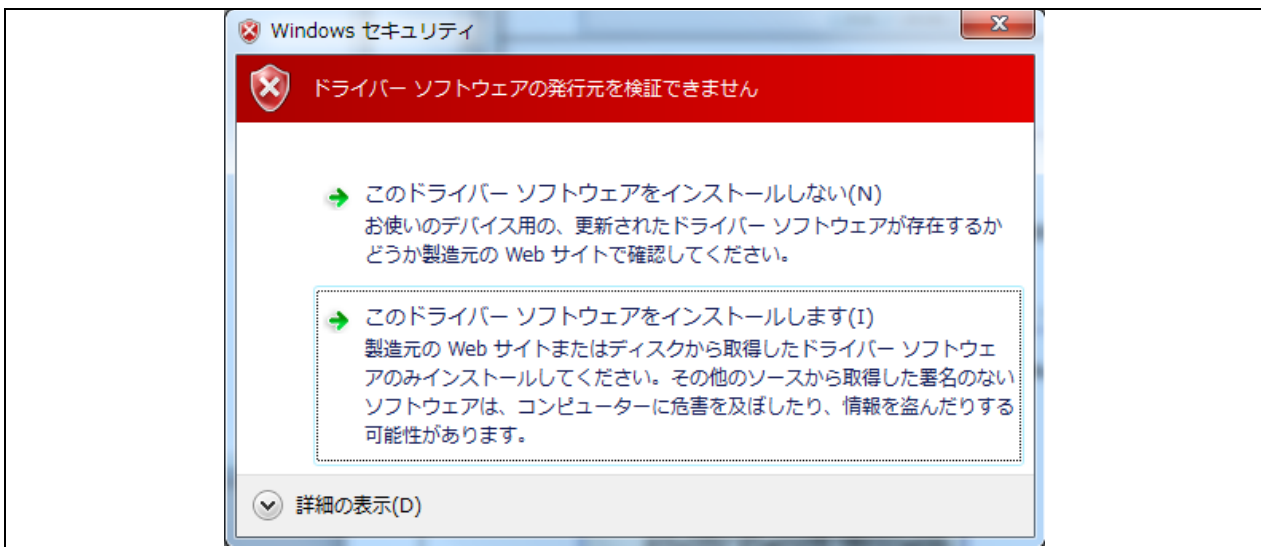 Windows セキュリティ
ドライバー ソフトウェアの発行元を検証できません
このドライバー ソフトウェアをインストールしない(N)
お使いのデバイス用の、更新されたドライバー ソフトウェアが存在するか
どうか製造元の Web サイトで確認してください。
このドライバー ソフトウェアをインストールします(I)
製造元の Web サイトまたはディスクから取得したドライバー ソフトウェ
アのみインストールしてください。その他のソースから取得した署名のない
ソフトウェアは、コンピューターに危害を及ぼしたり、情報を盗んだりする
可能性があります。
詳細の表示(D)